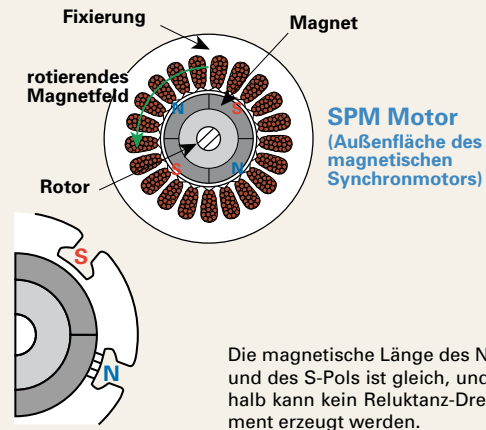 Fixierung
Magnet
rotierendes
Magnetfeld
N
S
S
N
Rotor
SPM Motor
(Außenfläche des
magnetischen
Synchronmotors)
S
N
Die magnetische Länge des N
und des S-Pols ist gleich, und
halb kann kein Reluktanz-Dre
ment erzeugt werden.